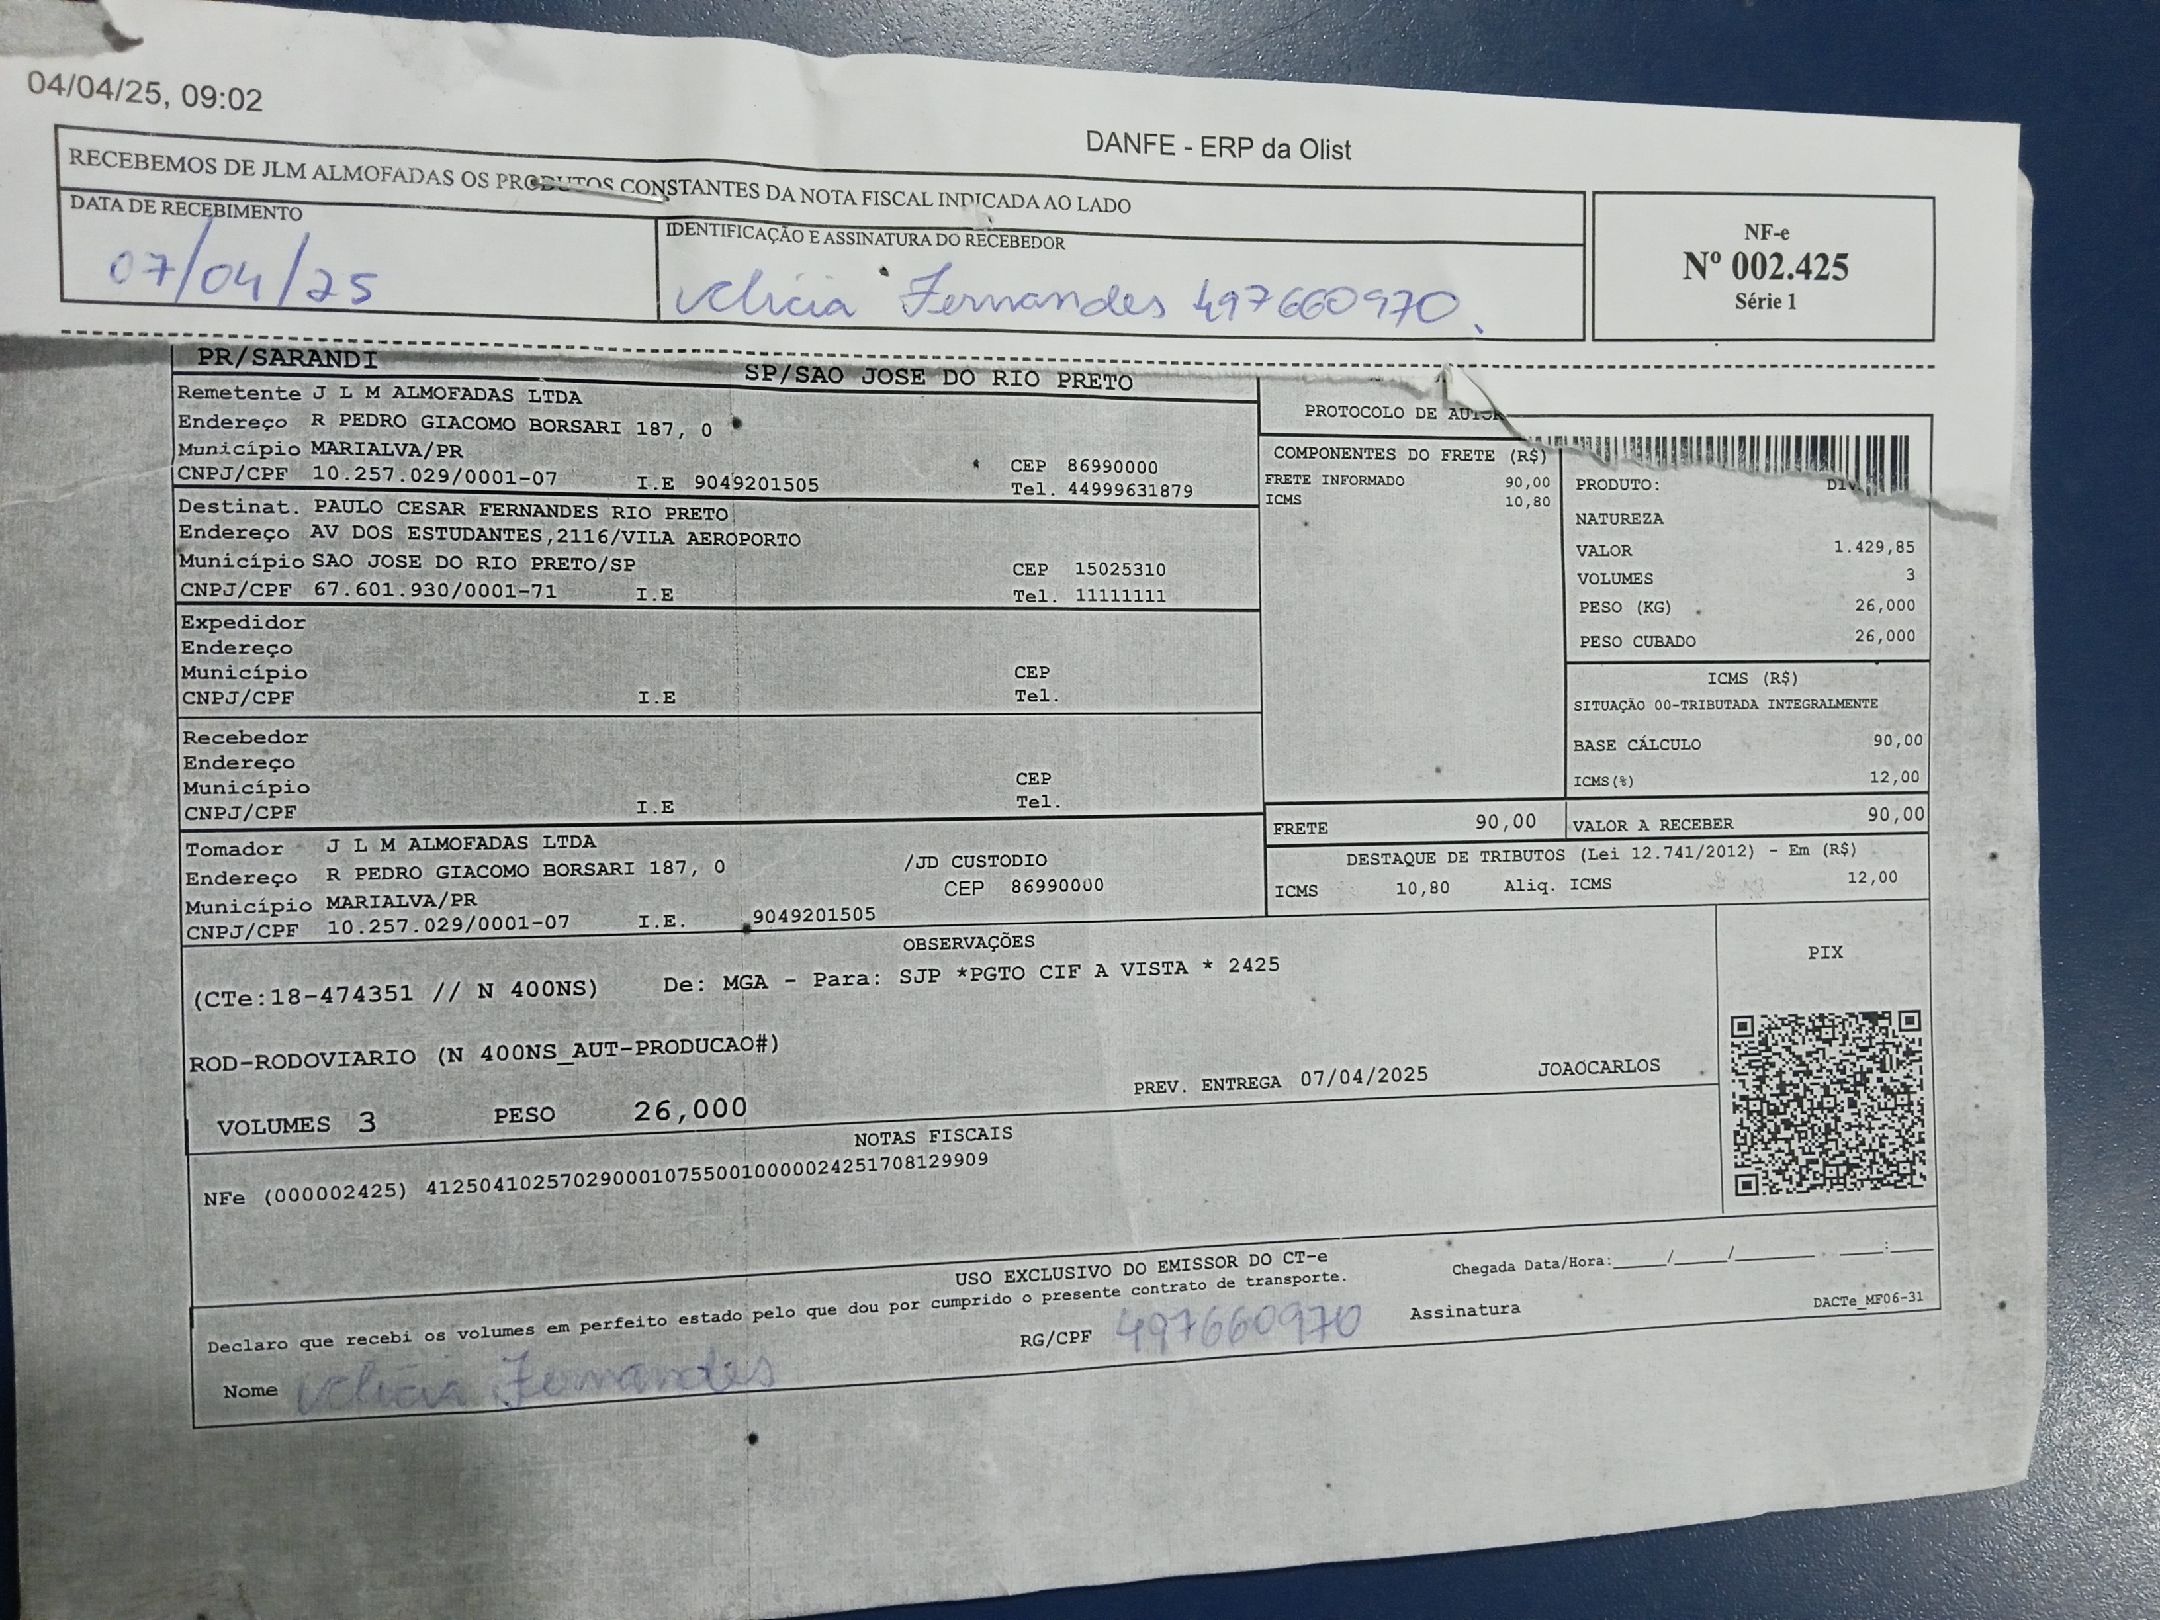 04/04/25, 09:02
DANFE - ERP da Olist
RECEBEMOS DE JLM ALMOFADAS OS PRODUTOS CONSTANTES DA NOTA FISCAL INDICADA AO LADO
DATA DE RECEBIMENTO
07/04/25
IDENTIFICAÇÃO E ASSINATURA DO RECEBEDOR
Fernandes 497660970
NF-e
Nº 002.425
Série 1
PR/SARANDI SP/SAO JOSE DO RIO PRETO
Remetente J L M ALMOFADAS LTDA
Endereço R PEDRO GIACOMO BORSARI 187, 0
Município MARIALVA/PR CEP 86990000
CNPJ/CPF 10.257.029/0001-07 I.E 9049201505 Tel. 44999631879
Destinat. PAULO CESAR FERNANDES RIO PRETO
Endereço AV DOS ESTUDANTES,2116/VILA AEROPORTO
Município SAO JOSE DO RIO PRETO/SP CEP 15025310
CNPJ/CPF 67.601.930/0001-71 I.E Tel. 11111111
Expedidor
Endereço
Município CEP
CNPJ/CPF I.E Tel.
Recebedor
Endereço
Município CEP
CNPJ/CPF I.E Tel.
Tomador J L M ALMOFADAS LTDA
Endereço R PEDRO GIACOMO BORSARI 187, 0 /JD CUSTODIO
Município MARIALVA/PR CEP 86990000
CNPJ/CPF 10.257.029/0001-07 I.E. 9049201505
PROTOCOLO DE
COMPONENTES DO FRETE (R$)
FRETE INFORMADO 90,00
ICMS 10,80
PRODUTO:
NATUREZA
VALOR 1.429,85
VOLUMES 3
PESO (KG) 26,000
PESO CUBADO 26,000
ICMS (R$)
SITUAÇÃO 00-TRIBUTADA INTEGRALMENTE
BASE CÁLCULO 90,00
ICMS(%) 12,00
FRETE 90,00 VALOR A RECEBER 90,00
DESTAQUE DE TRIBUTOS (Lei 12.741/2012) - Em (R$)
ICMS 10,80 Aliq. ICMS 12,00
OBSERVAÇÕES
(CTe:18-474351 // N 400NS) De: MGA - Para: SJP *PGTO CIF A VISTA * 2425
ROD-RODOVIARIO (N 400NS_AUT-PRODUCAO#)
PREV. ENTREGA 07/04/2025 JOAOCARLOS
VOLUMES 3 PESO 26,000
PIX
NOTAS FISCAIS
NFe (000002425) 41250410257029000107550010000024251708129909
USO EXCLUSIVO DO EMISSOR DO CT-e
Declaro que recebi os volumes em perfeito estado pelo que dou por cumprido o presente contrato de transporte.
Chegada Data/Hora:_____/_____/_______ ____:____
Nome Fernandes RG/CPF 497660970 Assinatura
DACTe_MF06-31